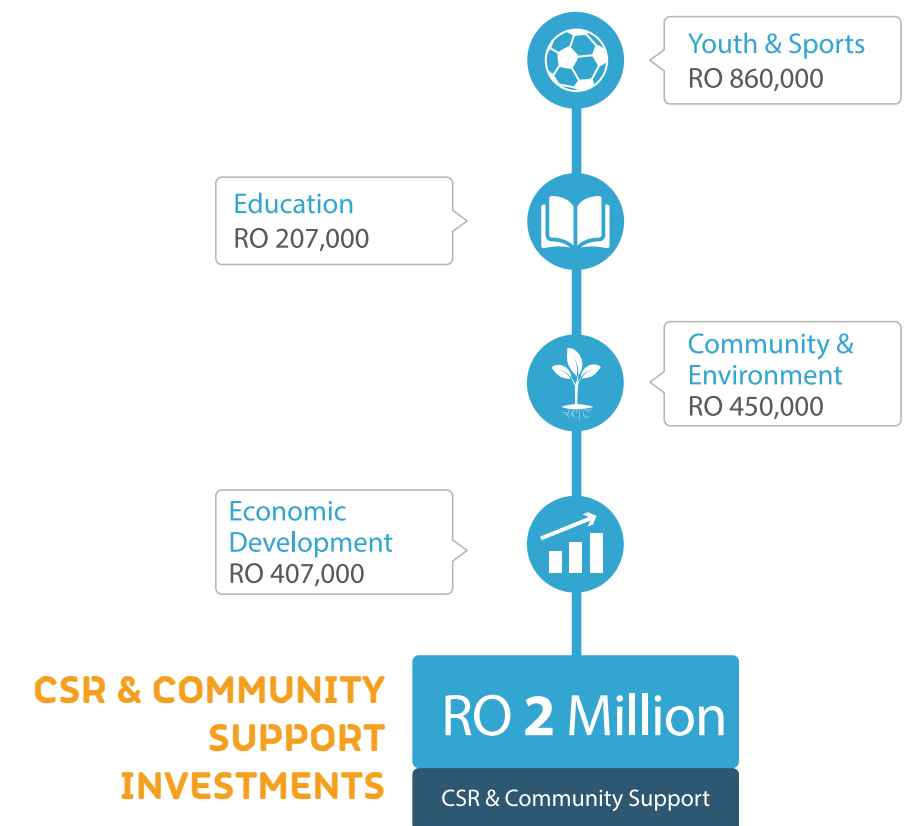 Youth & Sports
RO 860,000
Education
RO 207,000
Community &
Environment
RO 450,000
Economic
Development
RO 407,000
CSR & COMMUNITY
SUPPORT
INVESTMENTS
RO 2 Million
CSR & Community Support